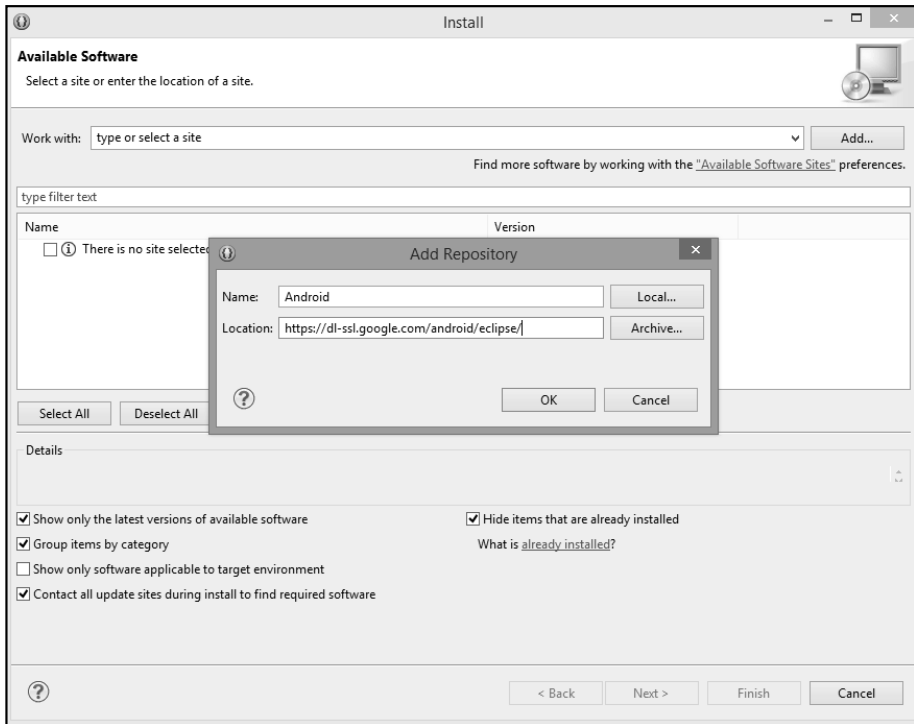 Install
Available Software
Select a site or enter the location of a site.
Work with: type or select a site Add...
Find more software by working with the "Available Software Sites" preferences.
type filter text
Name Version
There is no site selected
Add Repository
Name: Android Local...
Location: https://dl-ssl.google.com/android/eclipse/ Archive...
OK Cancel
Select All Deselect All
Details
Show only the latest versions of available software Hide items that are already installed
Group items by category What is already installed?
Show only software applicable to target environment
Contact all update sites during install to find required software
< Back Next > Finish Cancel